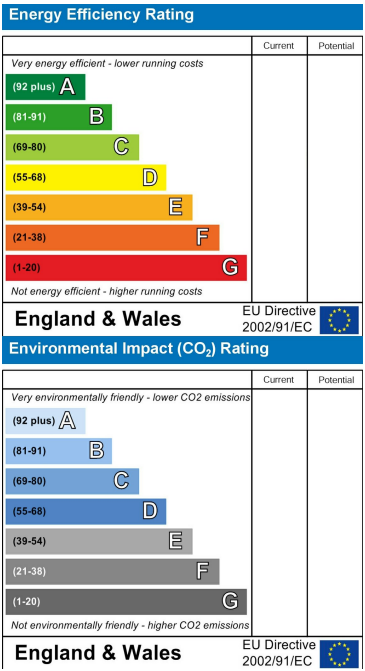 Energy Efficiency Rating
Current Potential
Very energy efficient - lower running costs
(92 plus) A
(81-91) B
(69-80) C
(55-68) D
(39-54) E
(21-38) F
(1-20) G
Not energy efficient - higher running costs
England & Wales
EU Directive
2002/91/EC
Environmental Impact (CO₂) Rating
Current Potential
Very environmentally friendly - lower CO2 emissions
(92 plus) A
(81-91) B
(69-80) C
(55-68) D
(39-54) E
(21-38) F
(1-20) G
Not environmentally friendly - higher CO2 emissions
England & Wales
EU Directive
2002/91/EC